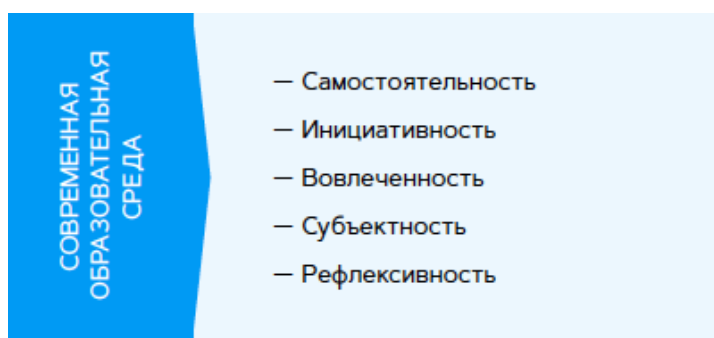 СОВРЕМЕННАЯ
ОБРАЗОВАТЕЛЬНАЯ
СРЕДА
— Самостоятельность
— Инициативность
— Вовлеченность
— Субъектность
— Рефлексивность